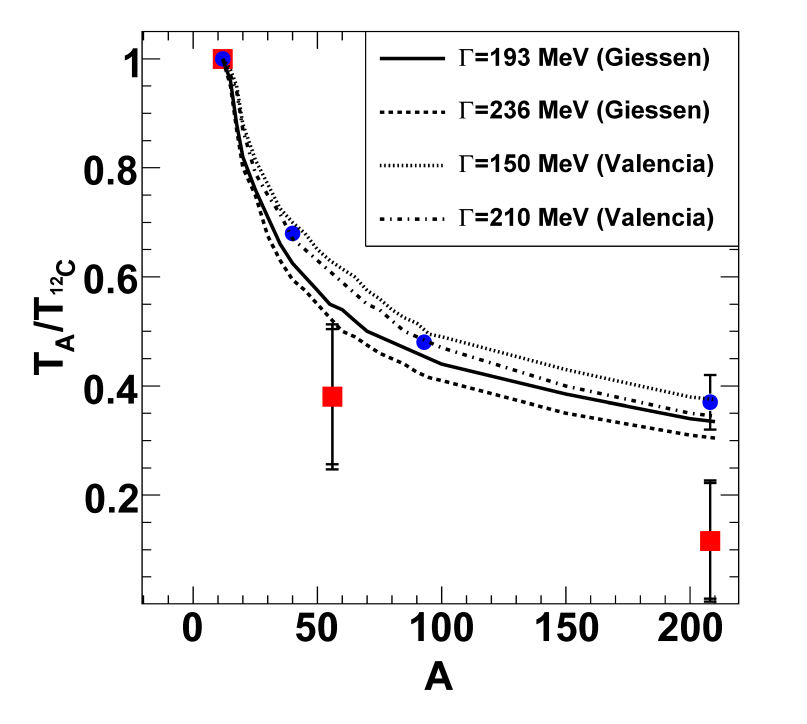 Γ=193 MeV (Giessen)
Γ=236 MeV (Giessen)
Γ=150 MeV (Valencia)
Γ=210 MeV (Valencia)
1
0.8
0.6
0.4
0.2
T_A/T_12C
0 50 100 150 200
A